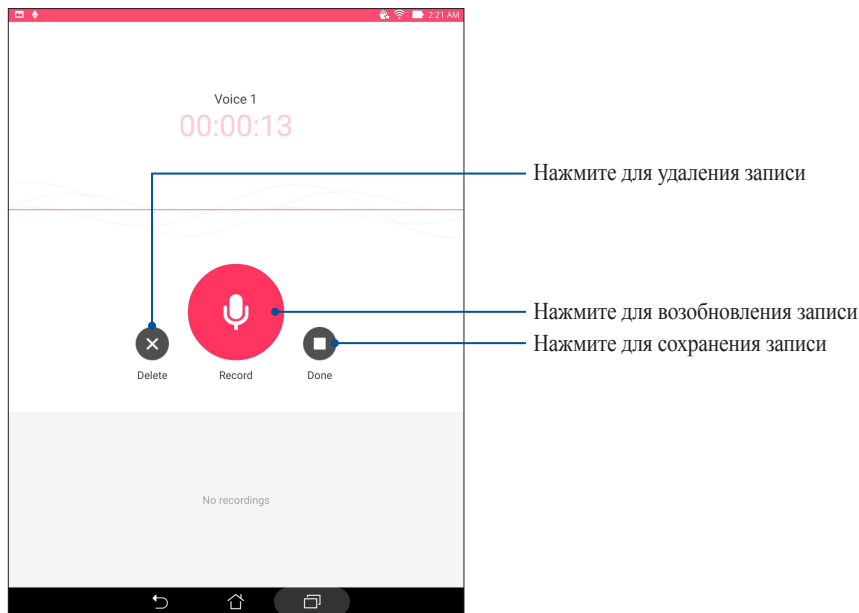 2:21 AM
Voice 1
00:00:13
Нажмите для удаления записи
Нажмите для возобновления записи
Нажмите для сохранения записи
Delete Record Done
No recordings